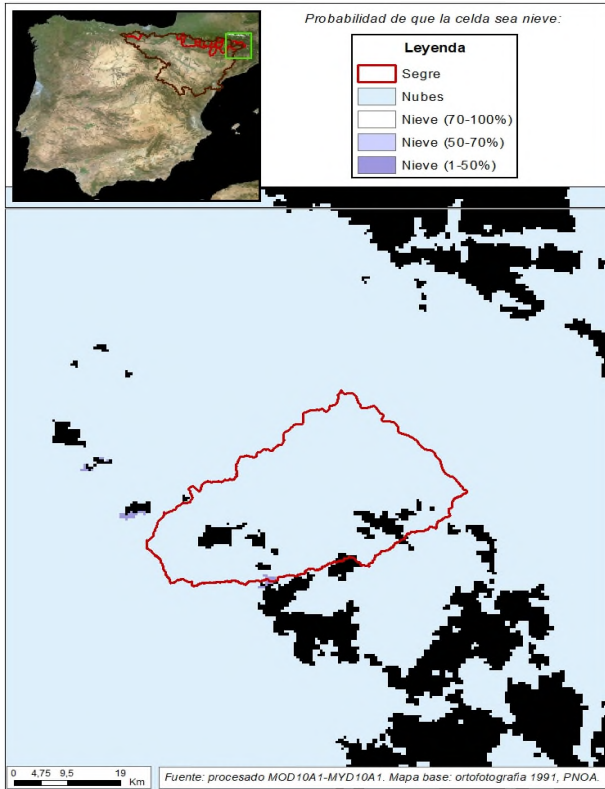 Probabilidad de que la celda sea nieve:
Leyenda
Segre
Nubes
Nieve (70-100%)
Nieve (50-70%)
Nieve (1-50%)
0 4,75 9,5 19
Km
Fuente: procesado MOD10A1-MYD10A1. Mapa base: ortofotografia 1991, PNOA.